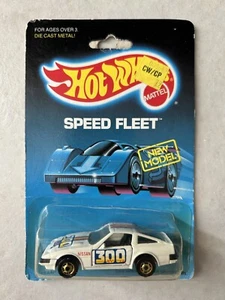 FOR AGES OVER 3.
DIE CAST METAL!
Hot Wheels
CW/CP
MATTEL
SPEED FLEET
NEW
MODEL
300